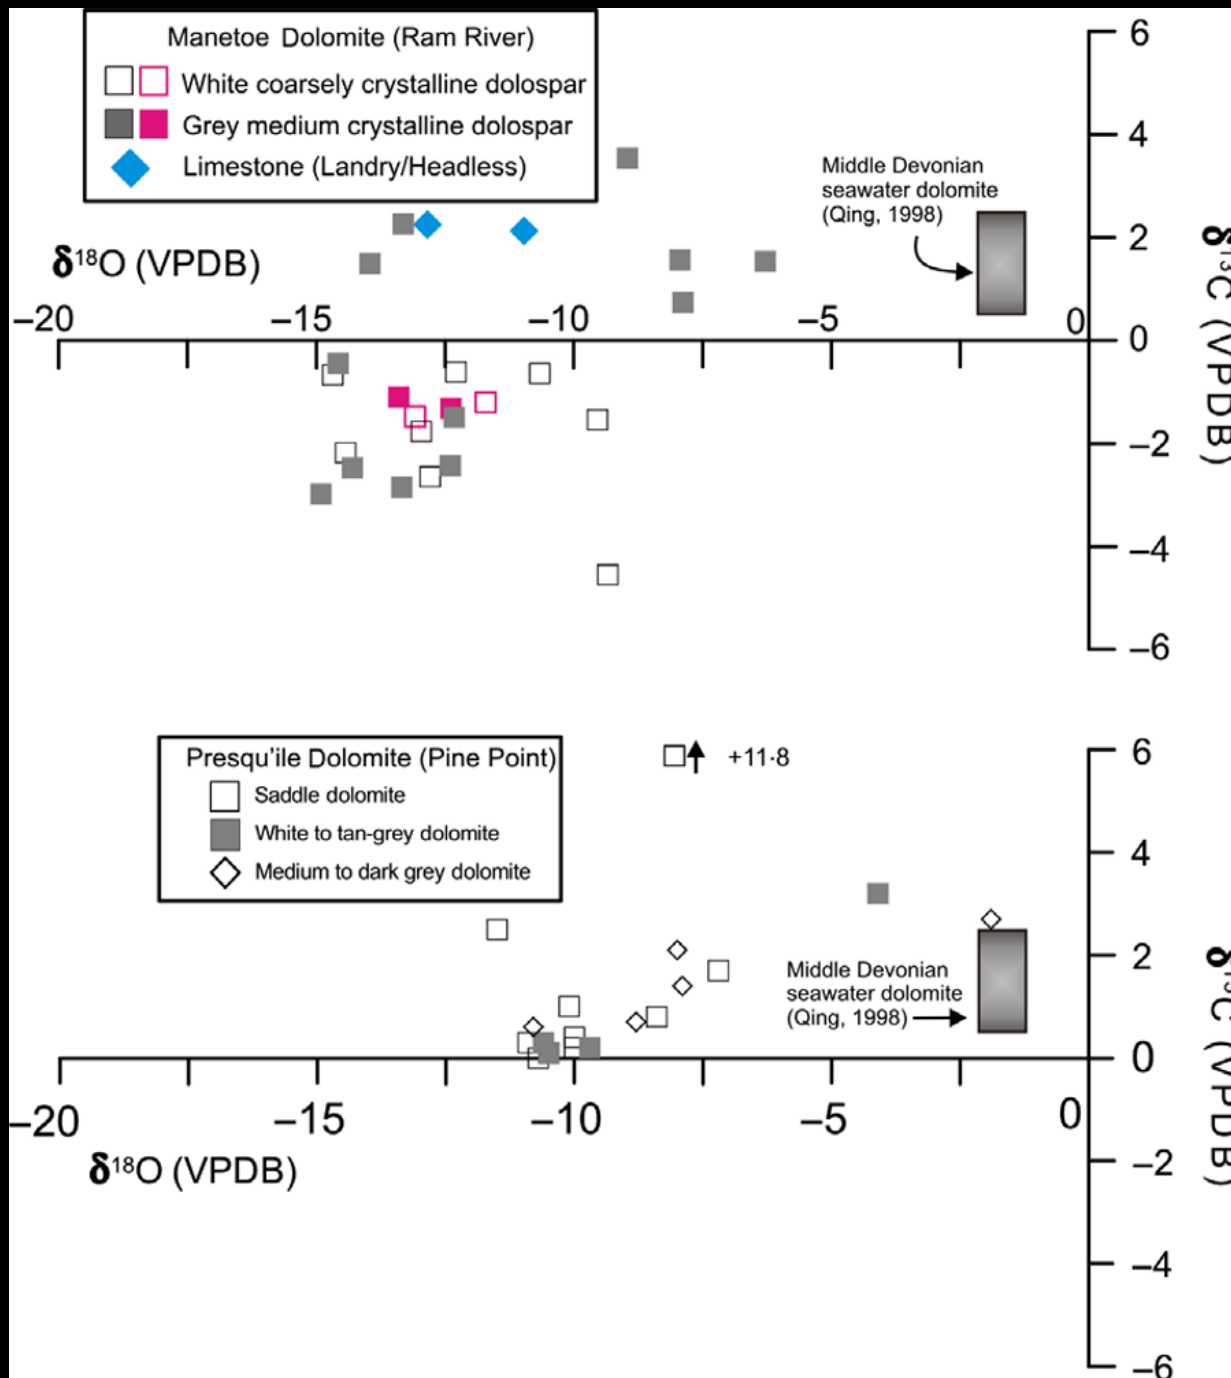 Manetoe Dolomite (Ram River)
White coarsely crystalline dolospar
Grey medium crystalline dolospar
Limestone (Landry/Headless)
6
4
2
0
–2
–4
–6
δ¹³C (VPDB)
Middle Devonian
seawater dolomite
(Qing, 1998)
δ¹⁸O (VPDB)
–20
–15
–10
–5
0
Presqu'ile Dolomite (Pine Point)
Saddle dolomite
White to tan-grey dolomite
Medium to dark grey dolomite
+11·8
6
4
2
0
–2
–4
–6
δ¹³C (VPDB)
Middle Devonian
seawater dolomite
(Qing, 1998)
–20
–15
–10
–5
0
δ¹⁸O (VPDB)